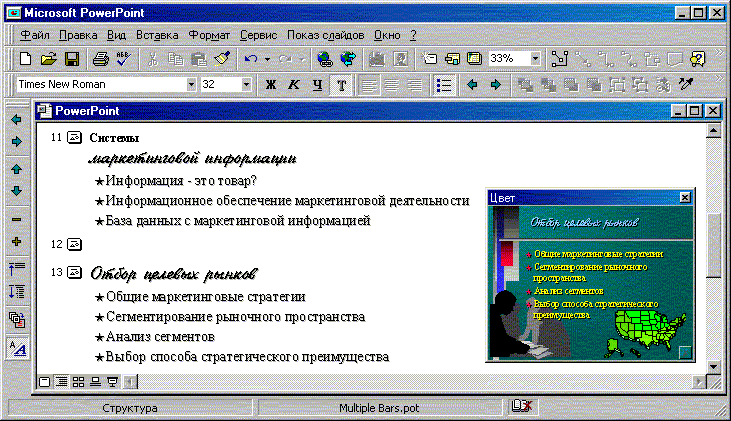 Microsoft PowerPoint
Файл Правка Вид Вставка Формат Сервис Показ слайдов Окно ?
ABC 33%
Times New Roman 32 Ж К Ч Т
PowerPoint
11 Системы
маркетинговой информации
★Информация - это товар?
★Информационное обеспечение маркетинговой деятельности
★База данных с маркетинговой информацией
12
13 Отбор целевых рынков
★Общие маркетинговые стратегии
★Сегментирование рыночного пространства
★Анализ сегментов
★Выбор способа стратегического преимущества
Цвет
Отбор целевых рынков
Общие маркетинговые стратегии
Сегментирование рыночного
пространства
Анализ сегментов
Выбор способа стратегического
преимущества
Структура Multiple Bars.pot